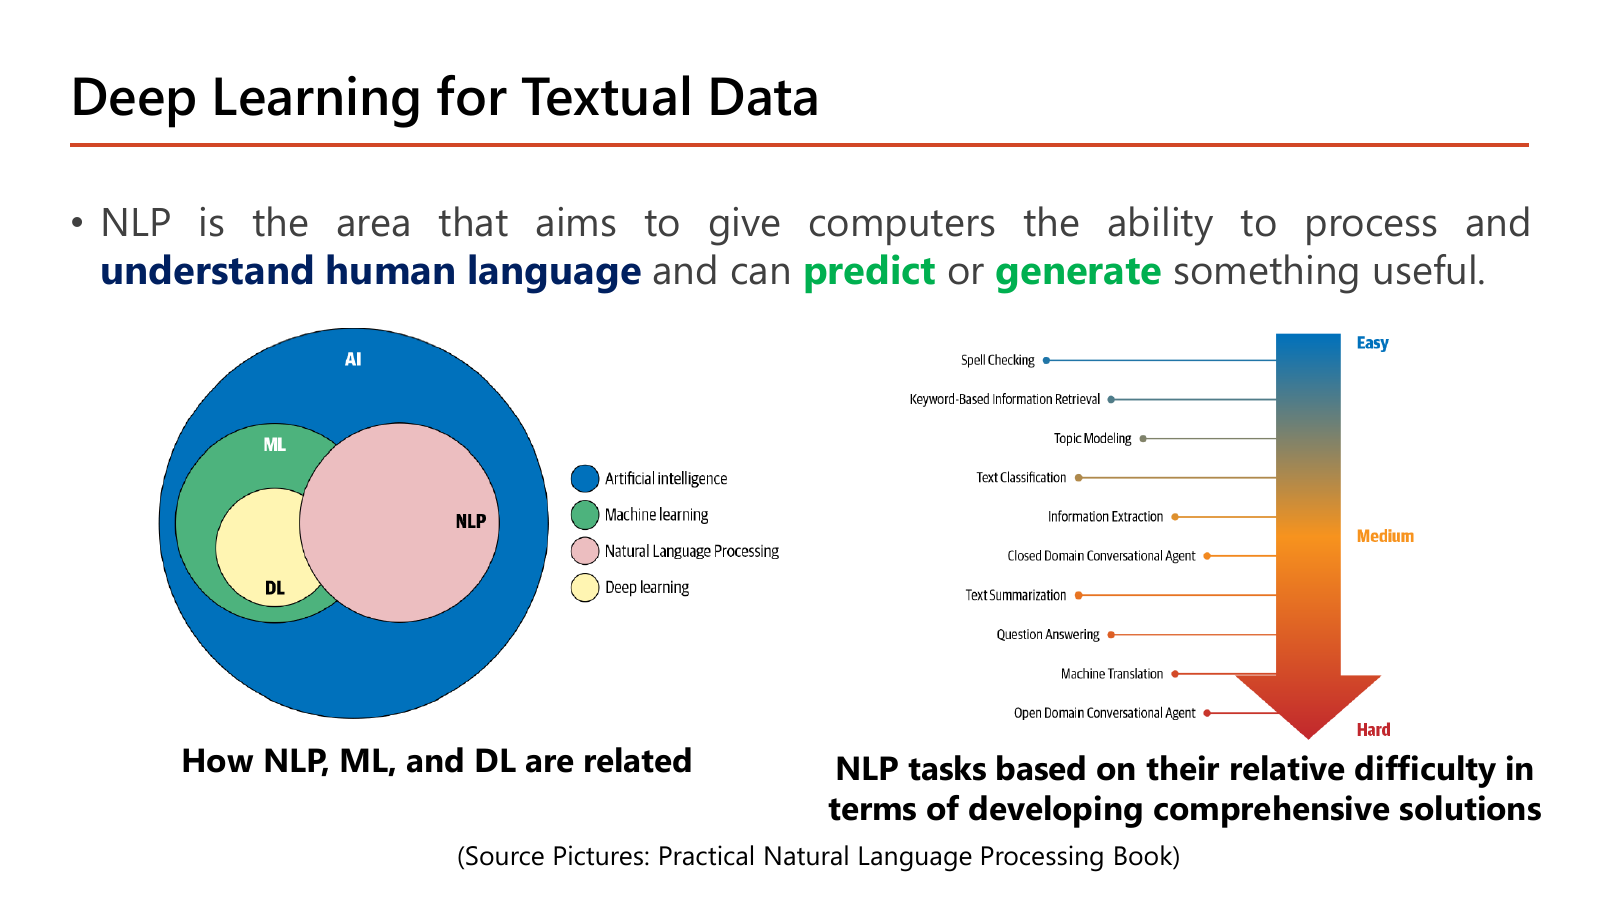 Deep Learning for Textual Data
• NLP is the area that aims to give computers the ability to process and
understand human language and can predict or generate something useful.
AI
ML
NLP
DL
Artificial intelligence
Machine learning
Natural Language Processing
Deep learning
How NLP, ML, and DL are related
Easy
Spell Checking
Keyword-Based Information Retrieval
Topic Modeling
Text Classification
Information Extraction
Medium
Closed Domain Conversational Agent
Text Summarization
Question Answering
Machine Translation
Open Domain Conversational Agent
Hard
NLP tasks based on their relative difficulty in
terms of developing comprehensive solutions
(Source Pictures: Practical Natural Language Processing Book)